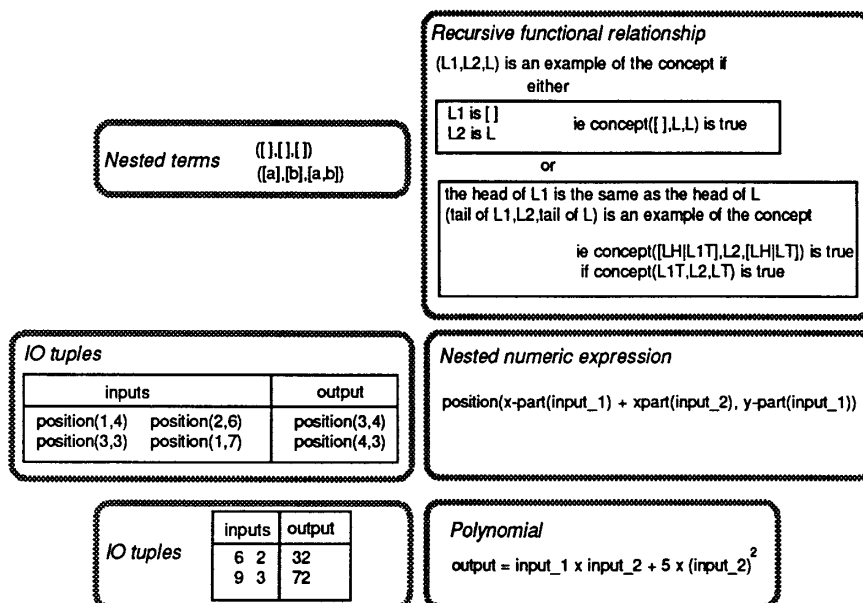 Nested terms
([ ],[ ],[ ])
([a],[b],[a,b])
Recursive functional relationship
(L1,L2,L) is an example of the concept if
either
L1 is [ ]
L2 is L
ie concept([ ],L,L) is true
or
the head of L1 is the same as the head of L
(tail of L1,L2,tail of L) is an example of the concept
ie concept([LH|L1T],L2,[LH|LT]) is true
if concept(L1T,L2,LT) is true
IO tuples
inputs output
position(1,4) position(2,6) position(3,4)
position(3,3) position(1,7) position(4,3)
Nested numeric expression
position(x-part(input_1) + xpart(input_2), y-part(input_1))
IO tuples
inputs output
6 2 32
9 3 72
Polynomial
output = input_1 x input_2 + 5 x (input_2)²